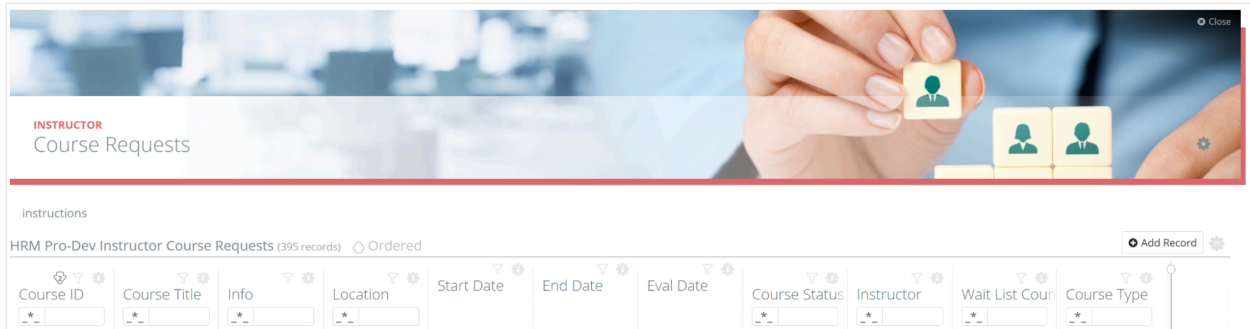 Close
INSTRUCTOR
Course Requests
instructions
HRM Pro-Dev Instructor Course Requests (395 records) Ordered
Add Record
Course ID
Course Title
Info
Location
Start Date
End Date
Eval Date
Course Status
Instructor
Wait List Coun
Course Type
_*_
_*_
_*_
_*_
_*_
_*_
_*_
_*_